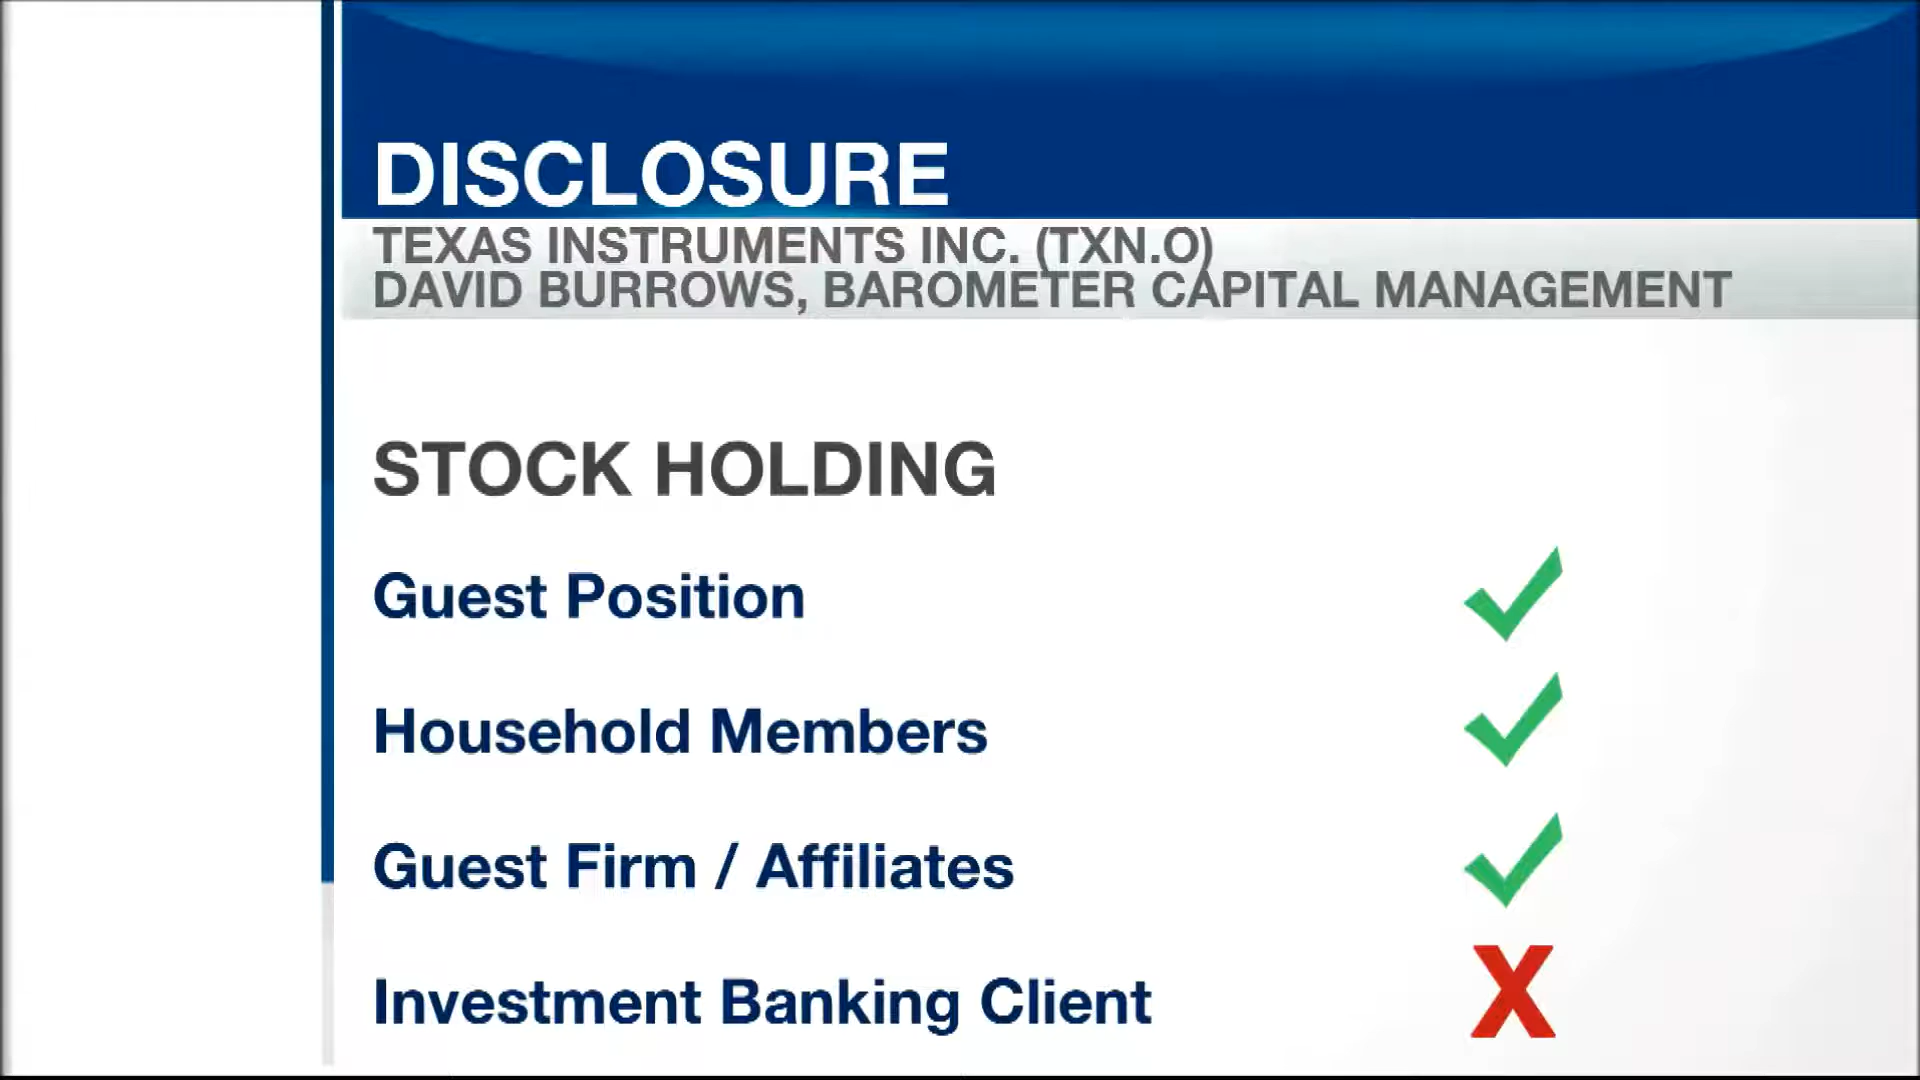 DISCLOSURE
TEXAS INSTRUMENTS INC. (TXN.O)
DAVID BURROWS, BAROMETER CAPITAL MANAGEMENT
STOCK HOLDING
Guest Position
Household Members
Guest Firm / Affiliates
Investment Banking Client